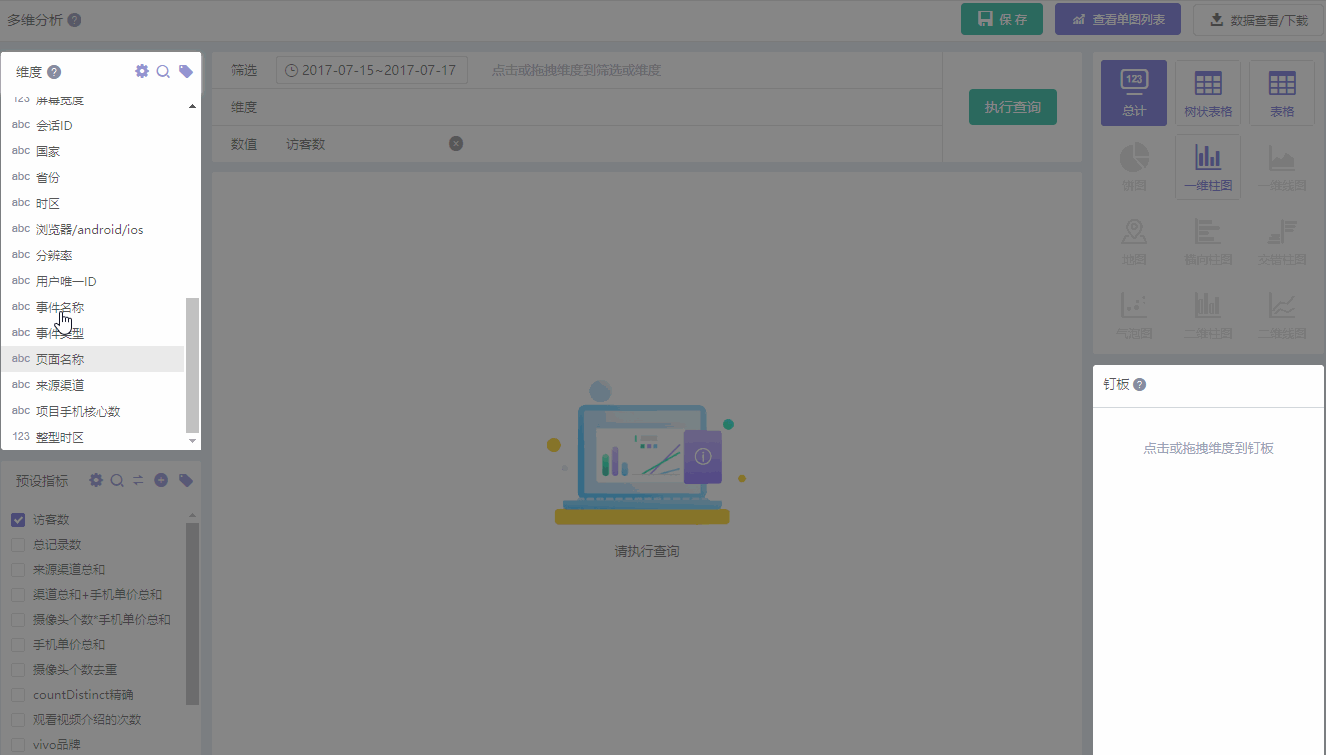 多维分析 ?
保 存
查看单图列表
数据查看/下载
维度 ?
123 屏幕宽度
abc 会话ID
abc 国家
abc 省份
abc 时区
abc 浏览器/android/ios
abc 分辨率
abc 用户唯一ID
abc 事件名称
abc 事件类型
abc 页面名称
abc 来源渠道
abc 项目手机核心数
123 整型时区
预设指标
访客数
总记录数
来源渠道总和
渠道总和+手机单价总和
摄像头个数*手机单价总和
手机单价总和
摄像头个数去重
countDistinct精确
观看视频介绍的次数
vivo品牌
筛选 2017-07-15~2017-07-17 点击或拖拽维度到筛选或维度
维度
数值 访客数
执行查询
请执行查询
123
总计 树状表格 表格
饼图 一维柱图 一维线图
地图 横向柱图 交错柱图
气泡图 二维柱图 二维线图
钉板 ?
点击或拖拽维度到钉板